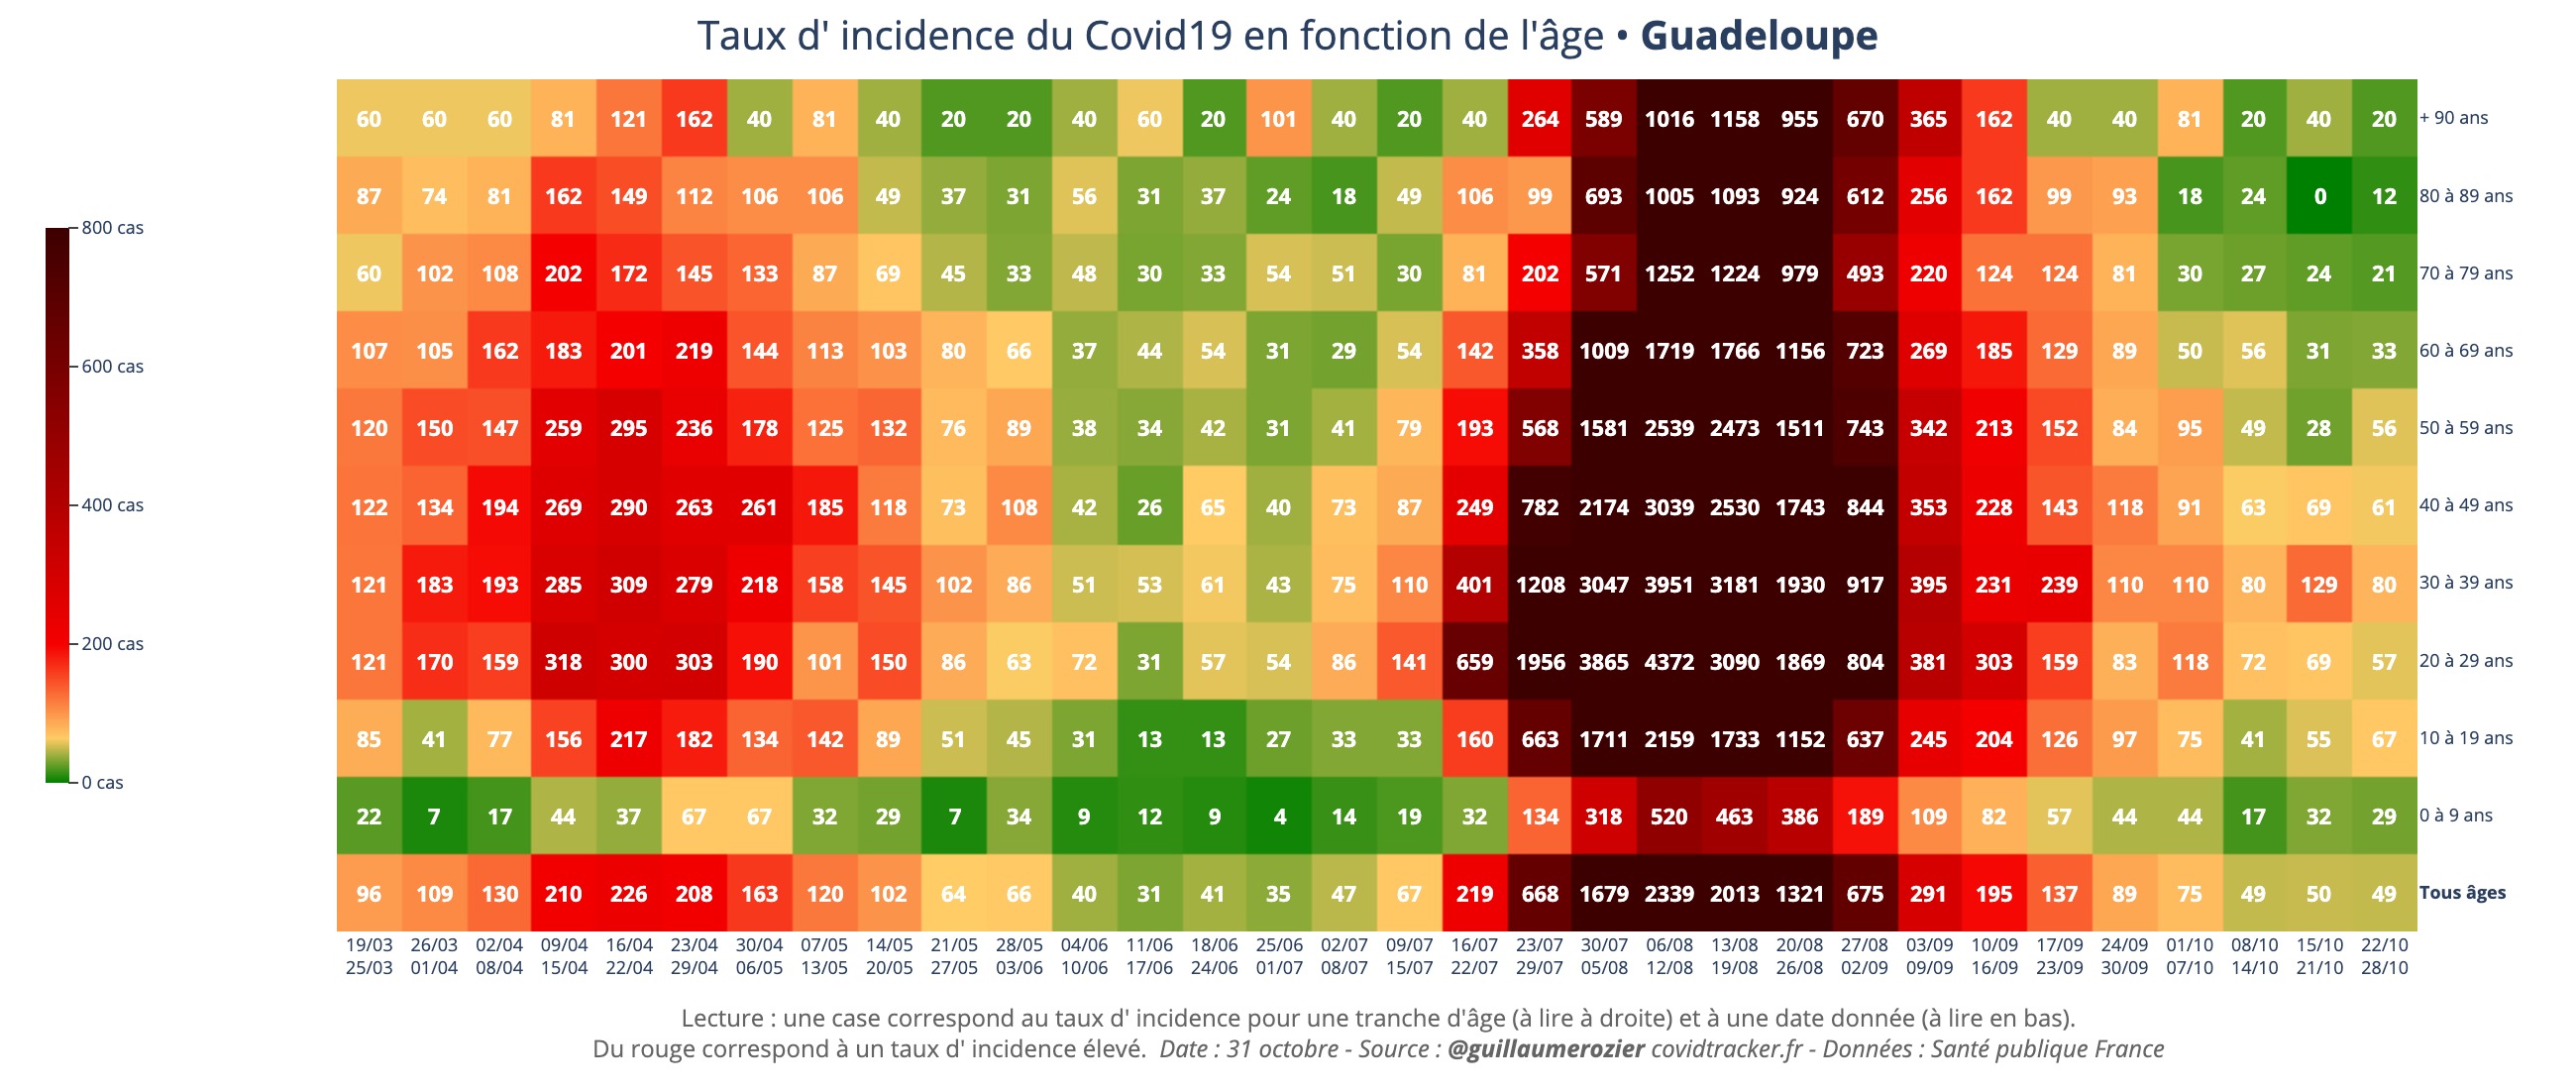 Taux d' incidence du Covid19 en fonction de l'âge • Guadeloupe
60 60 60 81 121 162 40 81 40 20 20 40 60 20 101 40 20 40 264 589 1016 1158 955 670 365 162 40 40 81 20 40 20 + 90 ans
87 74 81 162 149 112 106 106 49 37 31 56 31 37 24 18 49 106 99 693 1005 1093 924 612 256 162 99 93 18 24 0 12 80 à 89 ans
800 cas
60 102 108 202 172 145 133 87 69 45 33 48 30 33 54 51 30 81 202 571 1252 1224 979 493 220 124 124 81 30 27 24 21 70 à 79 ans
107 105 162 183 201 219 144 113 103 80 66 37 44 54 31 29 54 142 358 1009 1719 1766 1156 723 269 185 129 89 50 56 31 33 60 à 69 ans
600 cas
120 150 147 259 295 236 178 125 132 76 89 38 34 42 31 41 79 193 568 1581 2539 2473 1511 743 342 213 152 84 95 49 28 56 50 à 59 ans
400 cas
122 134 194 269 290 263 261 185 118 73 108 42 26 65 40 73 87 249 782 2174 3039 2530 1743 844 353 228 143 118 91 63 69 61 40 à 49 ans
121 183 193 285 309 279 218 158 145 102 86 51 53 61 43 75 110 401 1208 3047 3951 3181 1930 917 395 231 239 110 110 80 129 80 30 à 39 ans
200 cas
121 170 159 318 300 303 190 101 150 86 63 72 31 57 54 86 141 659 1956 3865 4372 3090 1869 804 381 303 159 83 118 72 69 57 20 à 29 ans
85 41 77 156 217 182 134 142 89 51 45 31 13 13 27 33 33 160 663 1711 2159 1733 1152 637 245 204 126 97 75 41 55 67 10 à 19 ans
0 cas
22 7 17 44 37 67 67 32 29 7 34 9 12 9 4 14 19 32 134 318 520 463 386 189 109 82 57 44 44 17 32 29 0 à 9 ans
96 109 130 210 226 208 163 120 102 64 66 40 31 41 35 47 67 219 668 1679 2339 2013 1321 675 291 195 137 89 75 49 50 49 Tous âges
19/03 26/03 02/04 09/04 16/04 23/04 30/04 07/05 14/05 21/05 28/05 04/06 11/06 18/06 25/06 02/07 09/07 16/07 23/07 30/07 06/08 13/08 20/08 27/08 03/09 10/09 17/09 24/09 01/10 08/10 15/10 22/10
25/03 01/04 08/04 15/04 22/04 29/04 06/05 13/05 20/05 27/05 03/06 10/06 17/06 24/06 01/07 08/07 15/07 22/07 29/07 05/08 12/08 19/08 26/08 02/09 09/09 16/09 23/09 30/09 07/10 14/10 21/10 28/10
Lecture : une case correspond au taux d' incidence pour une tranche d'âge (à lire à droite) et à une date donnée (à lire en bas).
Du rouge correspond à un taux d' incidence élevé. Date : 31 octobre - Source : @guillaumerozier covidtracker.fr - Données : Santé publique France